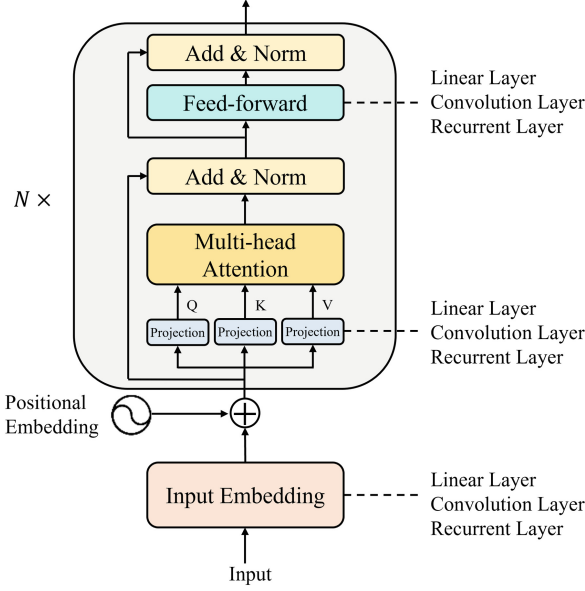 Add & Norm
Feed-forward
Linear Layer
Convolution Layer
Recurrent Layer
Add & Norm
N ×
Multi-head
Attention
Q
K
V
Projection
Projection
Projection
Linear Layer
Convolution Layer
Recurrent Layer
Positional
Embedding
Input Embedding
Linear Layer
Convolution Layer
Recurrent Layer
Input